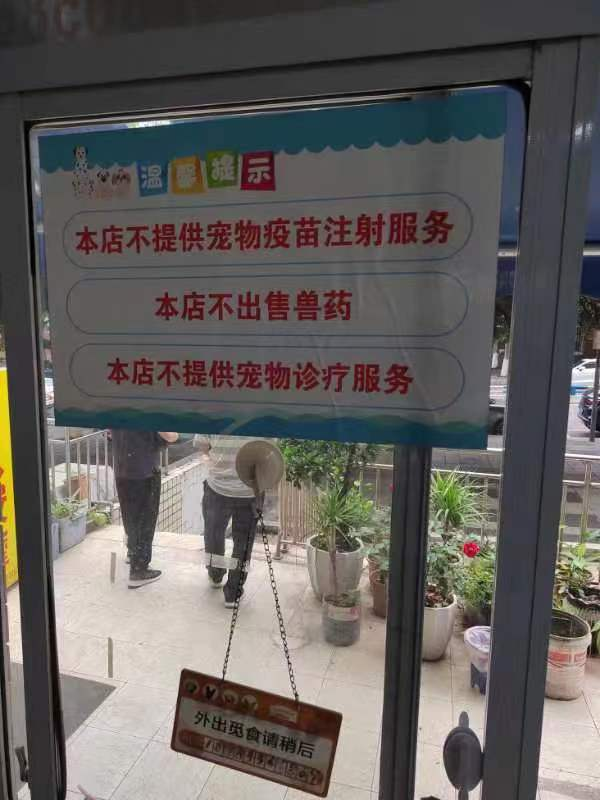 温馨提示
本店不提供宠物疫苗注射服务
本店不出售兽药
本店不提供宠物诊疗服务
外出觅食请稍后